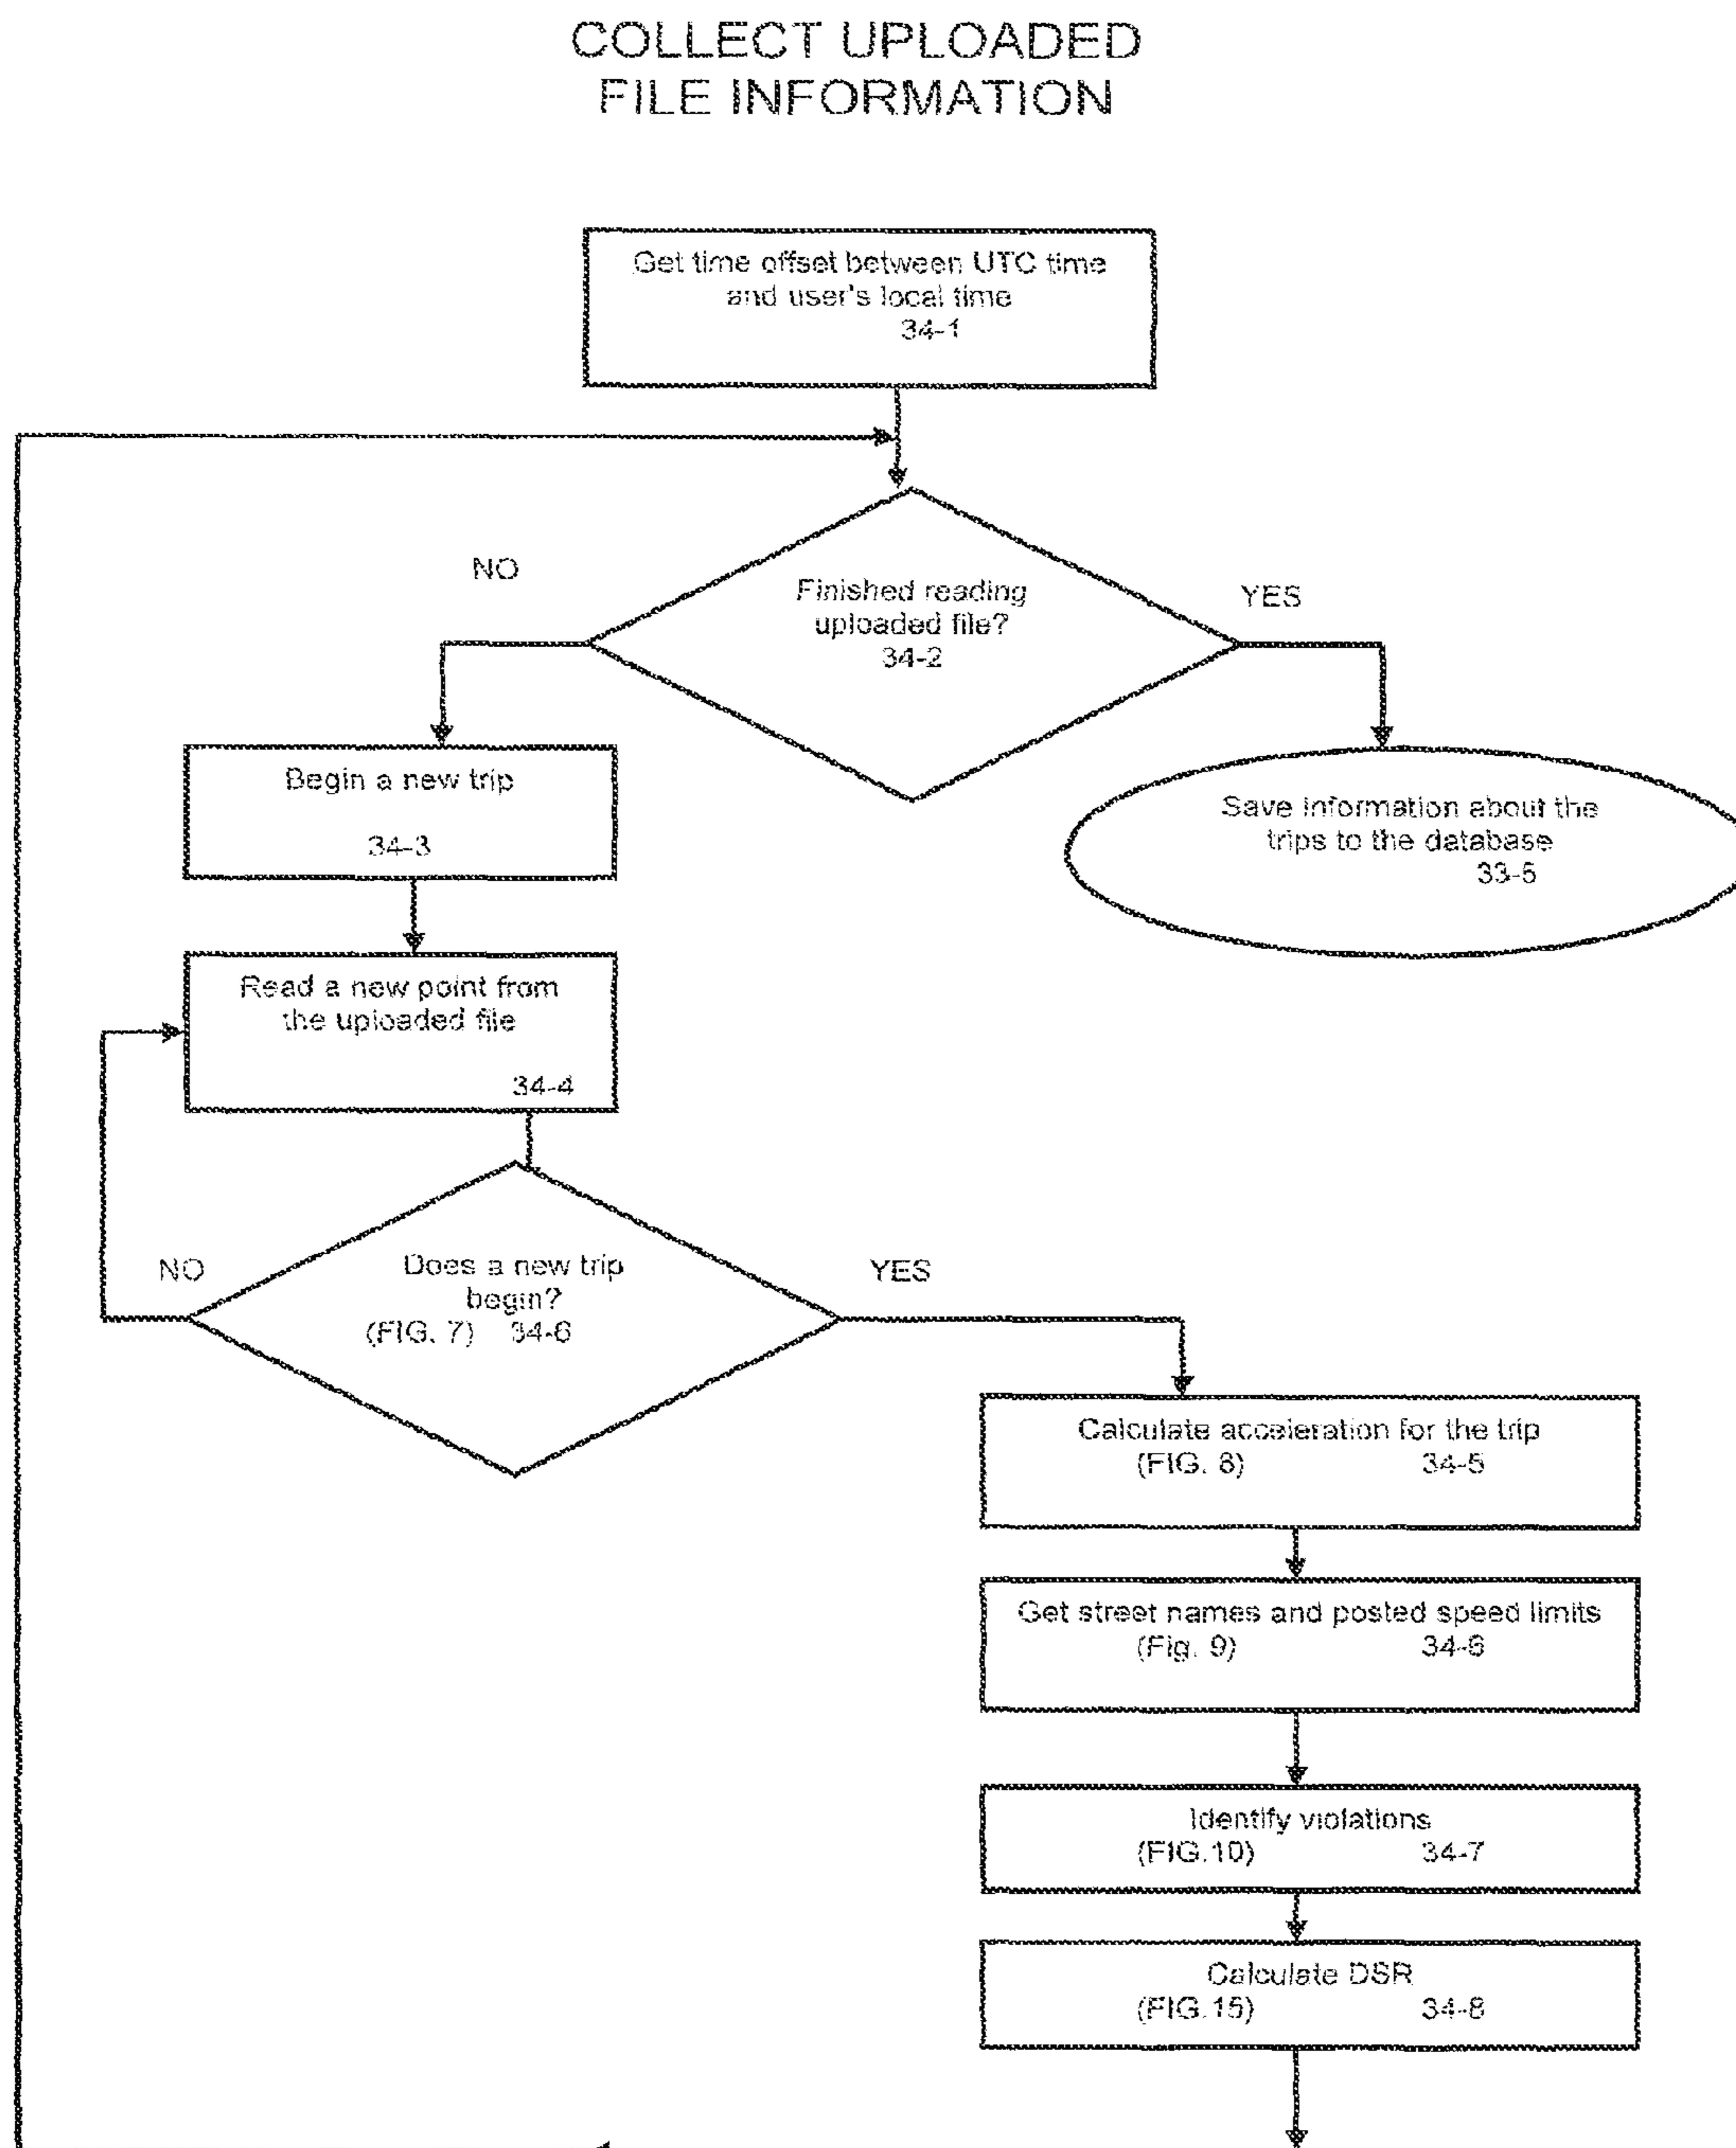 COLLECT UPLOADED
FILE INFORMATION
Get time offset between UTC time
and user's local time
34-1
NO
Finished reading
uploaded file?
34-2
YES
Begin a new trip
34-3
Save information about the
trips to the database
33-5
Read a new point from
the uploaded file
34-4
NO
Does a new trip
begin?
(FIG. 7) 34-6
YES
Calculate acceleration for the trip
(FIG. 8) 34-5
Get street names and posted speed limits
(Fig. 9) 34-6
Identify violations
(FIG.10) 34-7
Calculate DSR
(FIG.15) 34-8